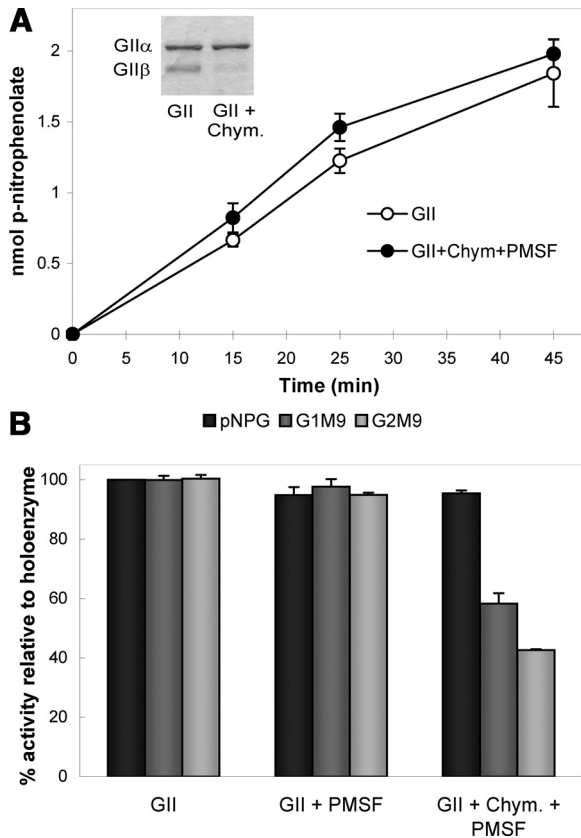 A
GIIα
GIIβ
GII
GII +
Chym.
nmol p-nitrophenolate
2
1.5
1
0.5
0
GII
GII+Chym+PMSF
0 5 10 15 20 25 30 35 40 45
Time (min)
B
pNPG G1M9 G2M9
% activity relative to holoenzyme
100
80
60
40
20
0
GII
GII + PMSF
GII + Chym. +
PMSF